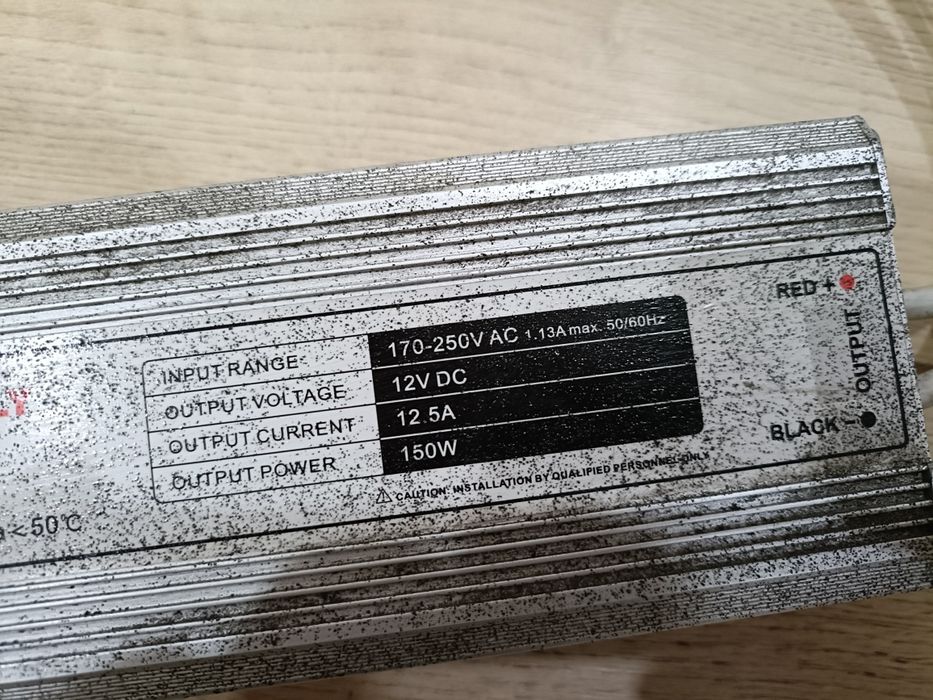 INPUT RANGE 170-250V AC 1.13A max. 50/60Hz
OUTPUT VOLTAGE 12V DC
OUTPUT CURRENT 12.5A
OUTPUT POWER 150W
⚠ CAUTION: INSTALLATION BY QUALIPIED PERSONNEL ONLY
RED +
OUTPUT
BLACK -
<50°C